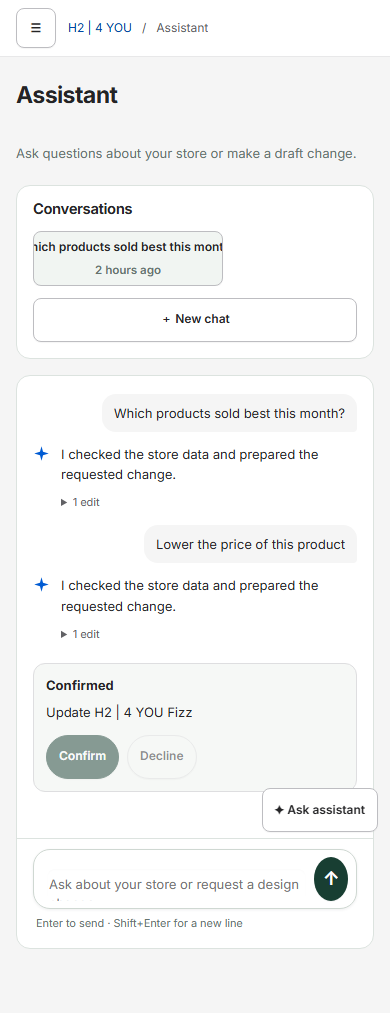 ☰ H2 | 4 YOU / Assistant
Assistant
Ask questions about your store or make a draft change.
Conversations
products sold best this
2 hours ago
+ New chat
Which products sold best this month?
I checked the store data and prepared the
requested change.
▶ 1 edit
Lower the price of this product
I checked the store data and prepared the
requested change.
▶ 1 edit
Confirmed
Update H2 | 4 YOU Fizz
Confirm Decline
✦ Ask assistant
Ask about your store or request a design
Enter to send · Shift+Enter for a new line